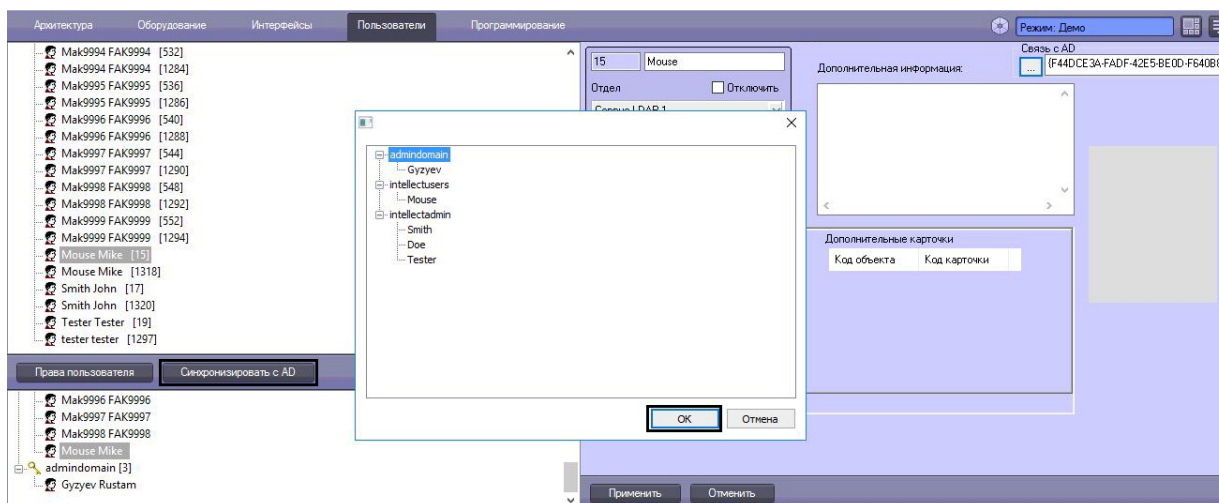 Архитектура Оборудование Интерфейсы Пользователи Программирование Режим: Демо
Mak9994 FAK9994 [532]
Mak9994 FAK9994 [1284]
Mak9995 FAK9995 [536]
Mak9995 FAK9995 [1286]
Mak9996 FAK9996 [540]
Mak9996 FAK9996 [1288]
Mak9997 FAK9997 [544]
Mak9997 FAK9997 [1290]
Mak9998 FAK9998 [548]
Mak9998 FAK9998 [1292]
Mak9999 FAK9999 [552]
Mak9999 FAK9999 [1294]
Mouse Mike [15]
Mouse Mike [1318]
Smith John [17]
Smith John [1320]
Tester Tester [19]
tester tester [1297]
Права пользователя Синхронизировать с AD
Mak9996 FAK9996
Mak9997 FAK9997
Mak9998 FAK9998
Mouse Mike
admindomain [3]
Gyzyev Rustam
15 Mouse
Отдел Отключить
admindomain
Gyzyev
intellectusers
Mouse
intellectadmin
Smith
Doe
Tester
OK Отмена
Связь с AD
... {F44DCE3A-FADF-42E5-BE0D-F640B8
Дополнительная информация:
Дополнительные карточки
Код объекта Код карточки
Применить Отменить